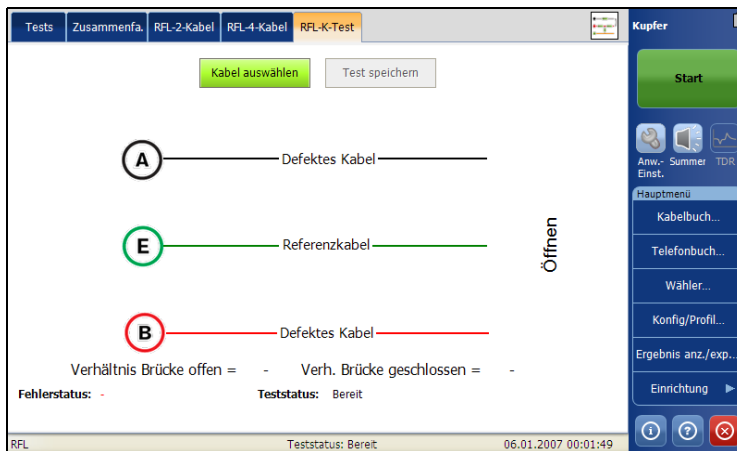 Tests Zusammenfa. RFL-2-Kabel RFL-4-Kabel RFL-K-Test
Kabel auswählen Test speichern
A Defektes Kabel
E Referenzkabel
Öffnen
B Defektes Kabel
Verhältnis Brücke offen = - Verh. Brücke geschlossen = -
Fehlerstatus: - Teststatus: Bereit
RFL Teststatus: Bereit 06.01.2007 00:01:49
Kupfer
Start
Anw.- Einst. Summer TDR
Hauptmenü
Kabelbuch...
Telefonbuch...
Wähler...
Konfig/Profil...
Ergebnis anz./exp...
Einrichtung